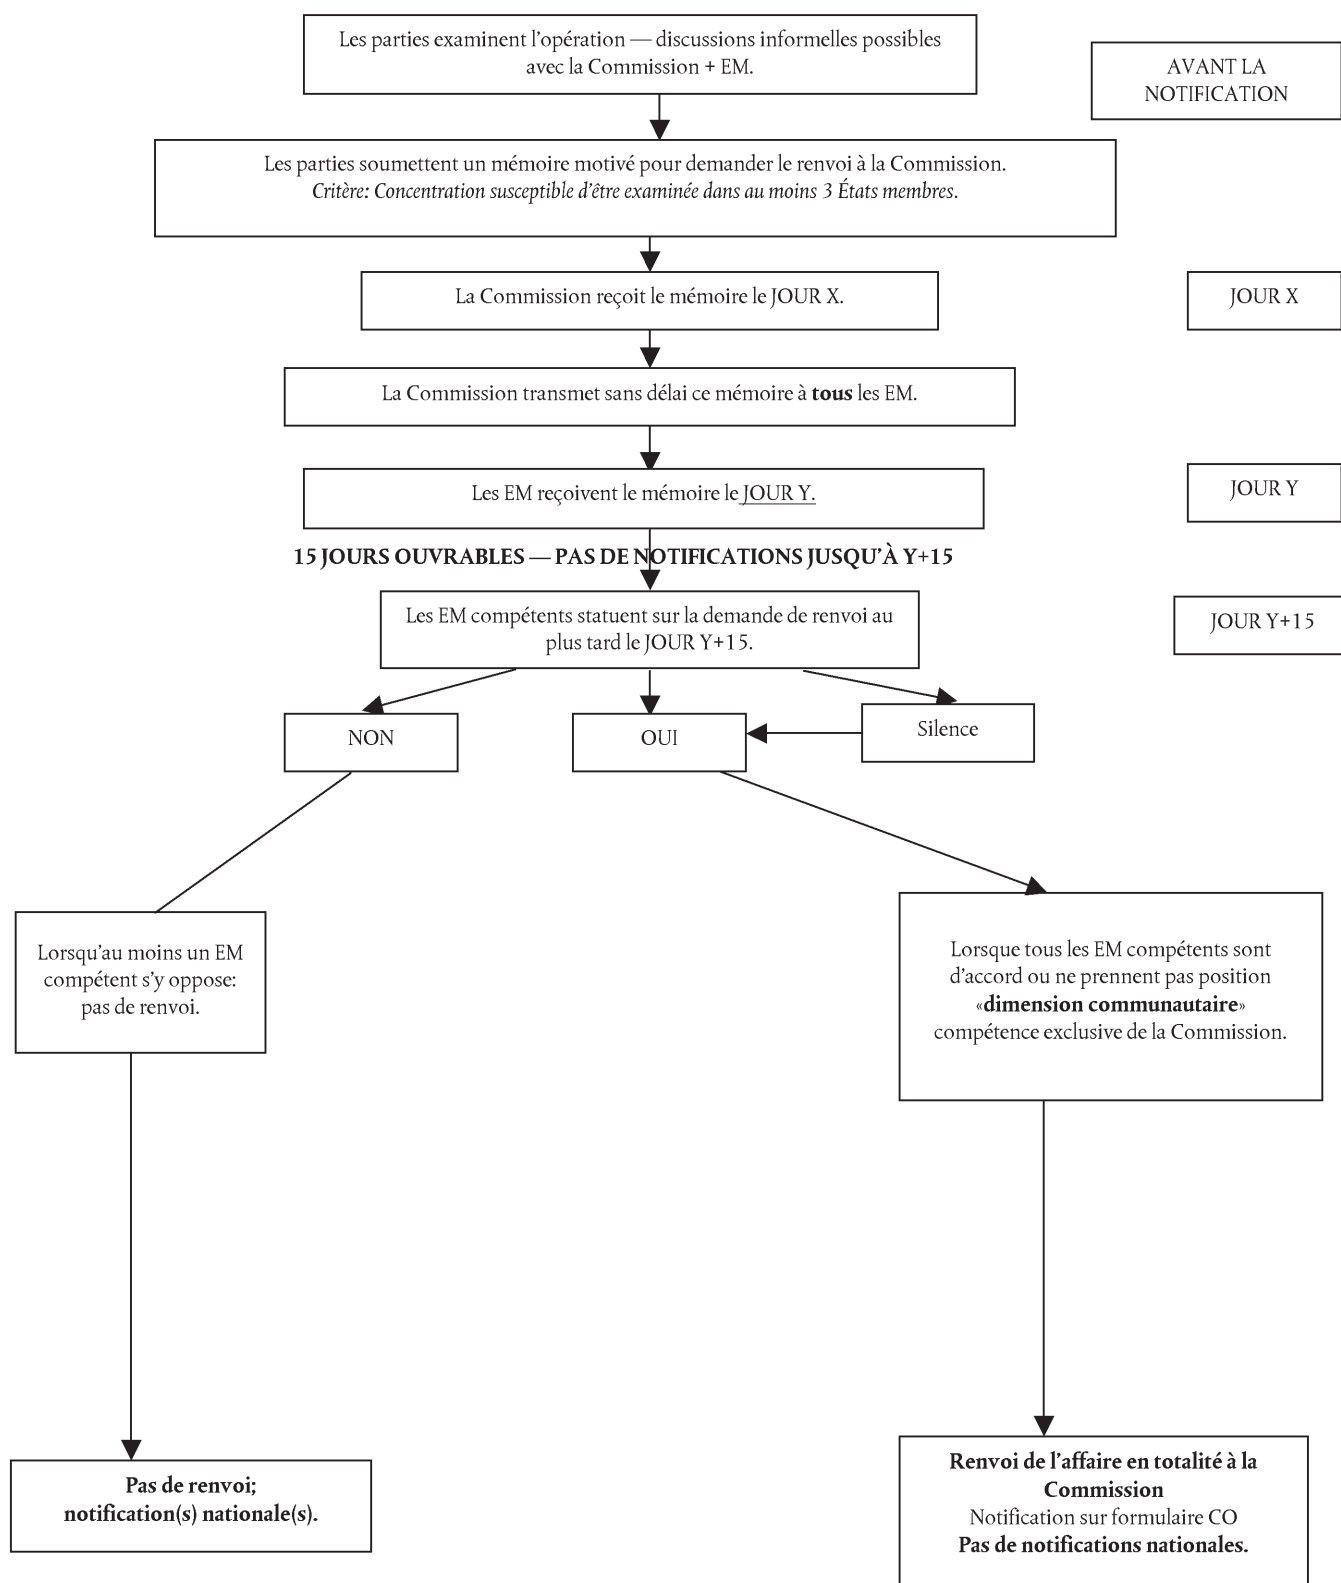 Les parties examinent l’opération — discussions informelles possibles
avec la Commission + EM.
AVANT LA
NOTIFICATION
Les parties soumettent un mémoire motivé pour demander le renvoi à la Commission.
Critère: Concentration susceptible d’être examinée dans au moins 3 États membres.
La Commission reçoit le mémoire le JOUR X.
JOUR X
La Commission transmet sans délai ce mémoire à tous les EM.
Les EM reçoivent le mémoire le JOUR Y.
JOUR Y
15 JOURS OUVRABLES — PAS DE NOTIFICATIONS JUSQU’À Y+15
Les EM compétents statuent sur la demande de renvoi au
plus tard le JOUR Y+15.
JOUR Y+15
NON
OUI
Silence
Lorsqu’au moins un EM
compétent s’y oppose:
pas de renvoi.
Lorsque tous les EM compétents sont
d’accord ou ne prennent pas position
«dimension communautaire»
compétence exclusive de la Commission.
Pas de renvoi;
notification(s) nationale(s).
Renvoi de l’affaire en totalité à la
Commission
Notification sur formulaire CO
Pas de notifications nationales.